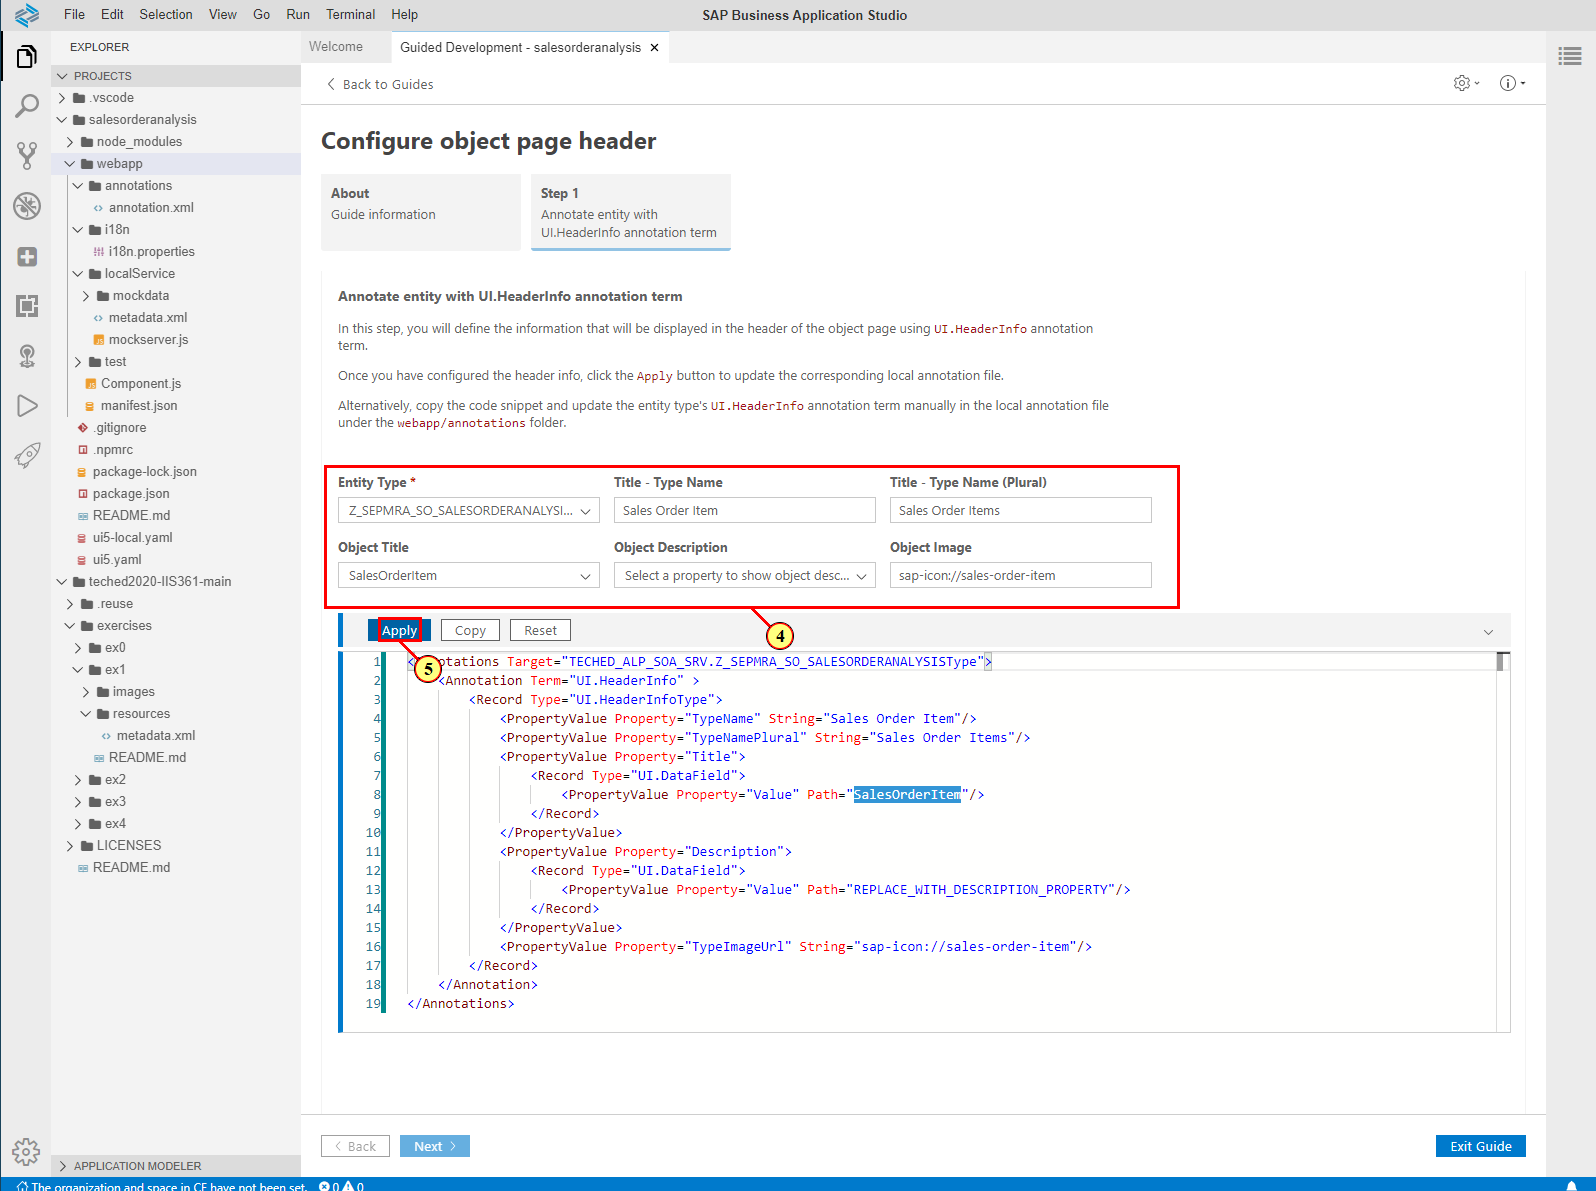 File Edit Selection View Go Run Terminal Help
SAP Business Application Studio
EXPLORER
PROJECTS
.vscode
salesorderanalysis
node_modules
webapp
annotations
annotation.xml
i18n
i18n.properties
localService
mockdata
metadata.xml
mockserver.js
test
Component.js
manifest.json
.gitignore
.npmrc
package-lock.json
package.json
README.md
ui5-local.yaml
ui5.yaml
teched2020-IIS361-main
.reuse
exercises
ex0
ex1
images
resources
metadata.xml
README.md
ex2
ex3
ex4
LICENSES
README.md
APPLICATION MODELER
Welcome
Guided Development - salesorderanalysis
Back to Guides
Configure object page header
About
Guide information
Step 1
Annotate entity with
UI.HeaderInfo annotation term
Annotate entity with UI.HeaderInfo annotation term
In this step, you will define the information that will be displayed in the header of the object page using UI.HeaderInfo annotation
term.
Once you have configured the header info, click the Apply button to update the corresponding local annotation file.
Alternatively, copy the code snippet and update the entity type's UI.HeaderInfo annotation term manually in the local annotation file
under the webapp/annotations folder.
Entity Type *
Z_SEPMRA_SO_SALESORDERANALYSI...
Title - Type Name
Sales Order Item
Title - Type Name (Plural)
Sales Order Items
Object Title
SalesOrderItem
Object Description
Select a property to show object desc...
Object Image
sap-icon://sales-order-item
4
Apply Copy Reset
5
1 <   otations Target="TECHED_ALP_SOA_SRV.Z_SEPMRA_SO_SALESORDERANALYSISType">
2 <Annotation Term="UI.HeaderInfo" >
3 <Record Type="UI.HeaderInfoType">
4 <PropertyValue Property="TypeName" String="Sales Order Item"/>
5 <PropertyValue Property="TypeNamePlural" String="Sales Order Items"/>
6 <PropertyValue Property="Title">
7 <Record Type="UI.DataField">
8 <PropertyValue Property="Value" Path="SalesOrderItem"/>
9 </Record>
10 </PropertyValue>
11 <PropertyValue Property="Description">
12 <Record Type="UI.DataField">
13 <PropertyValue Property="Value" Path="REPLACE_WITH_DESCRIPTION_PROPERTY"/>
14 </Record>
15 </PropertyValue>
16 <PropertyValue Property="TypeImageUrl" String="sap-icon://sales-order-item"/>
17 </Record>
18 </Annotation>
19 </Annotations>
Back Next
Exit Guide
The organization and space in CF have not been set. 0 0